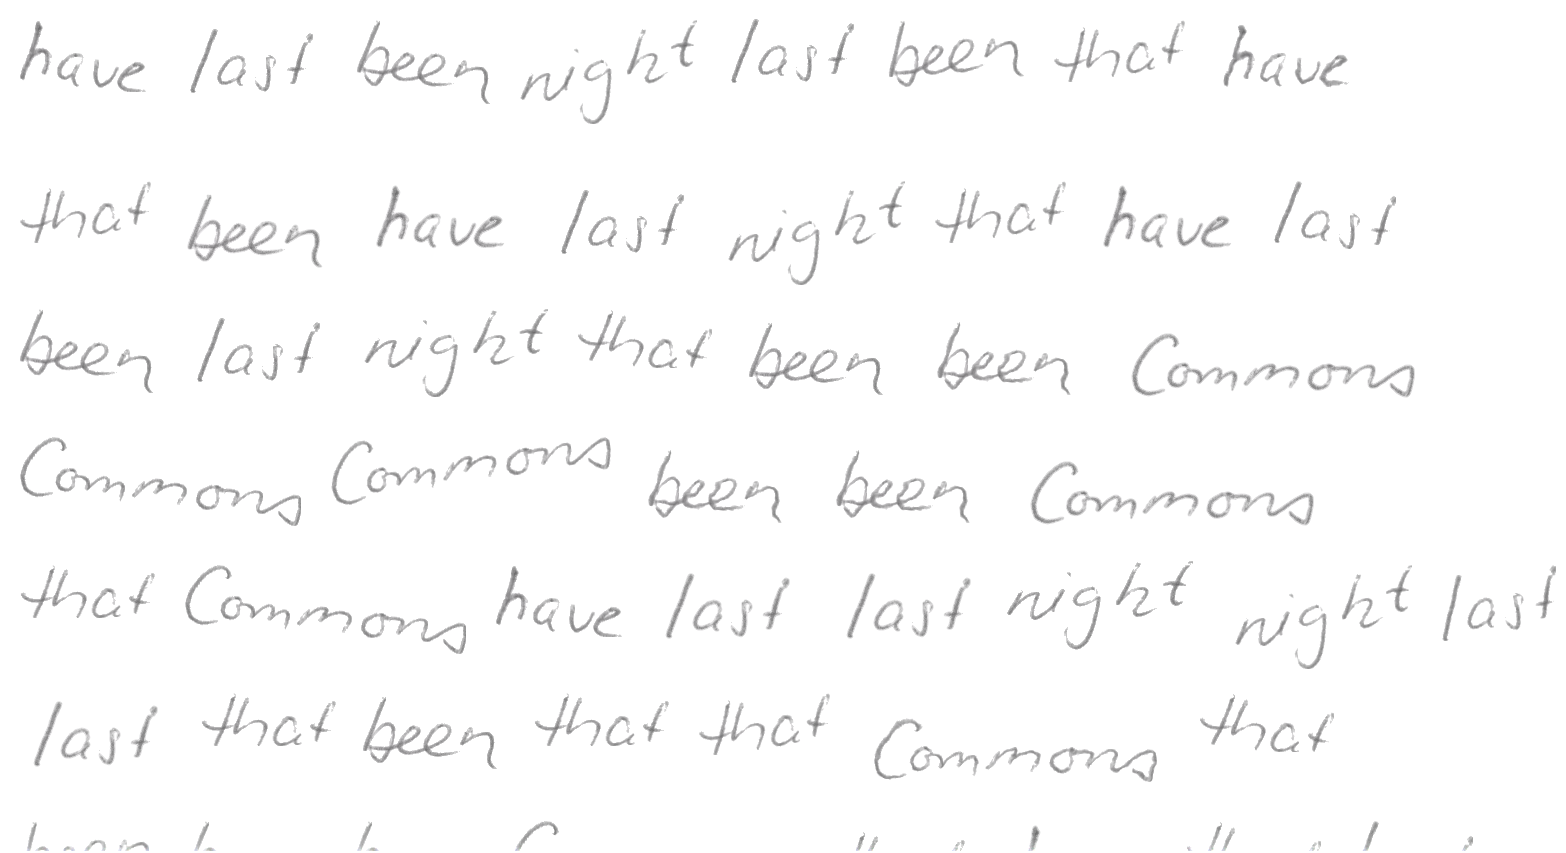 have last been night last been that have
that been have last night that have last
been last night that been been Commons
Commons Commons been been Commons
that Commons have last last night night last
last that been that that Commons that